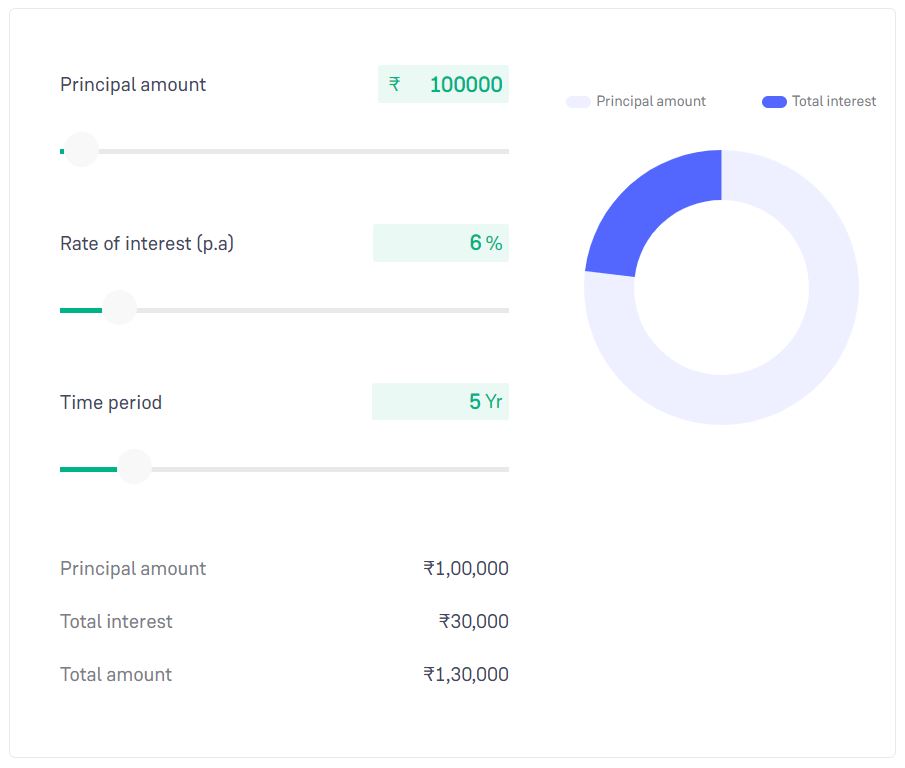 Principal amount ₹ 100000
Rate of interest (p.a) 6 %
Time period 5 Yr
Principal amount ₹1,00,000
Total interest ₹30,000
Total amount ₹1,30,000
Principal amount Total interest